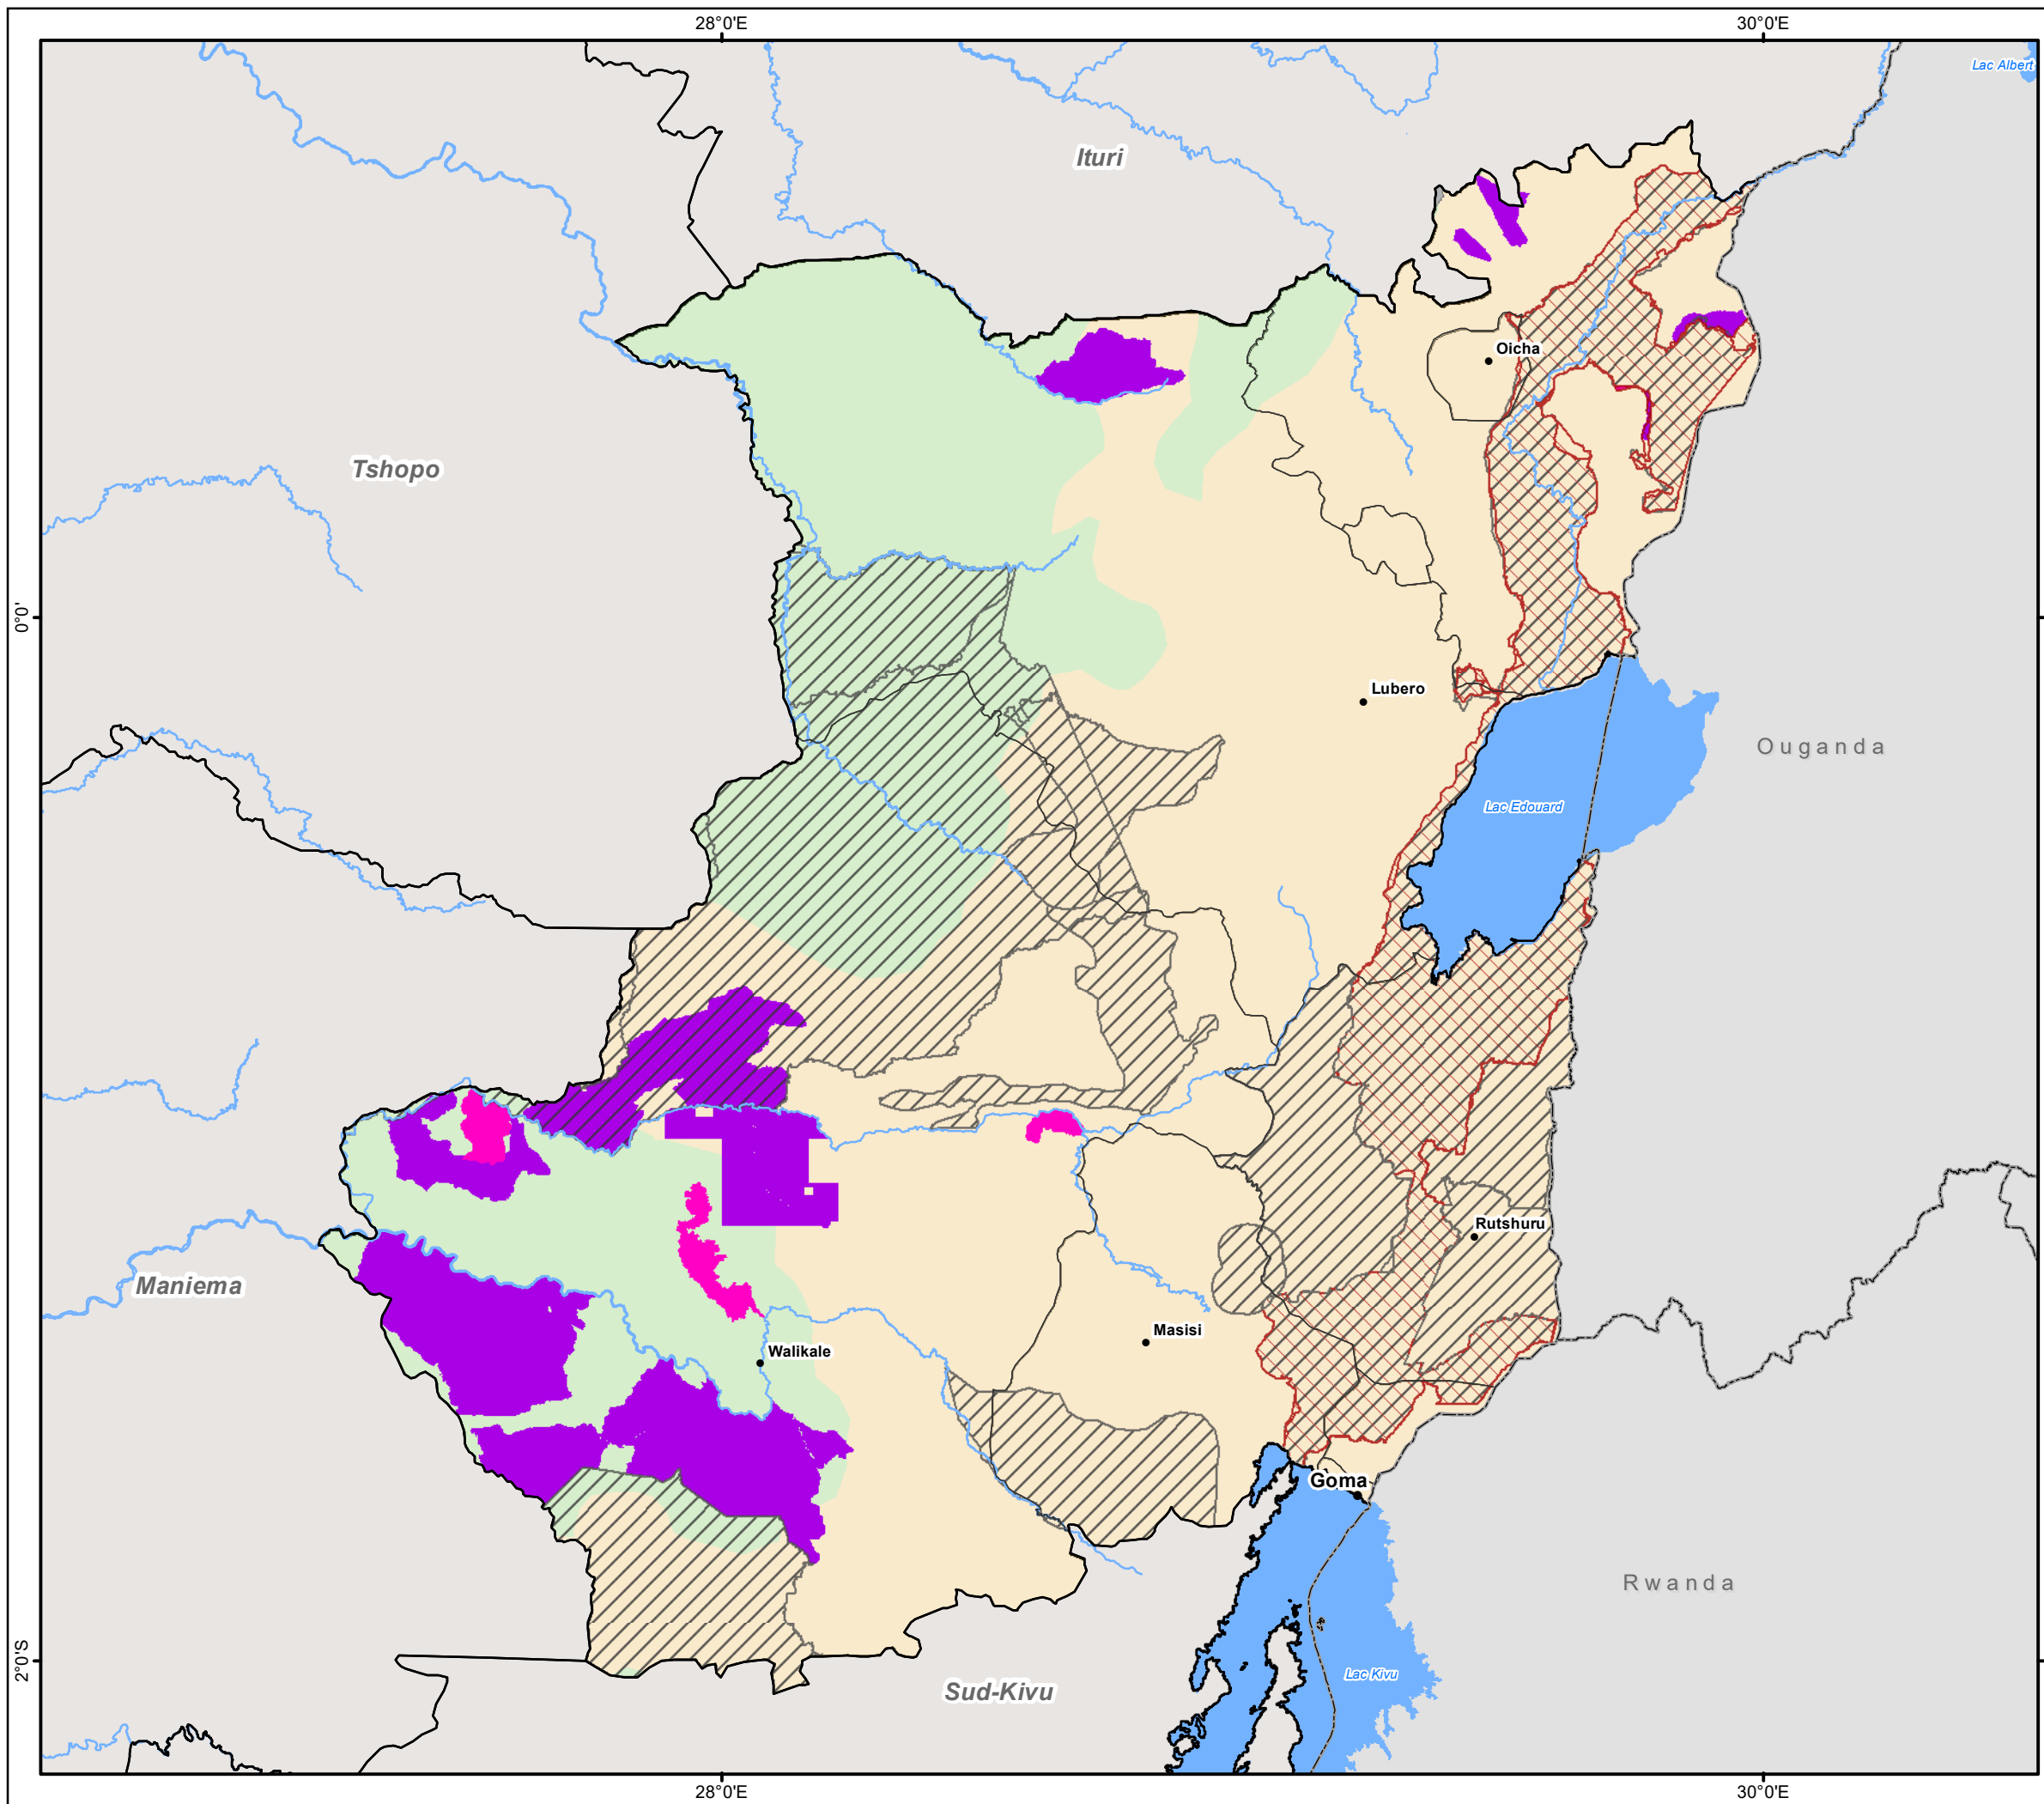 28°0'E
30°0'E
Lac Albert
Ituri
Oicha
Tshopo
0°0'
Lubero
Ouganda
Lac Edouard
Rutshuru
Maniema
Masisi
Walikale
Goma
Rwanda
2°0'S
Lac Kivu
Sud-Kivu
28°0'E
30°0'E